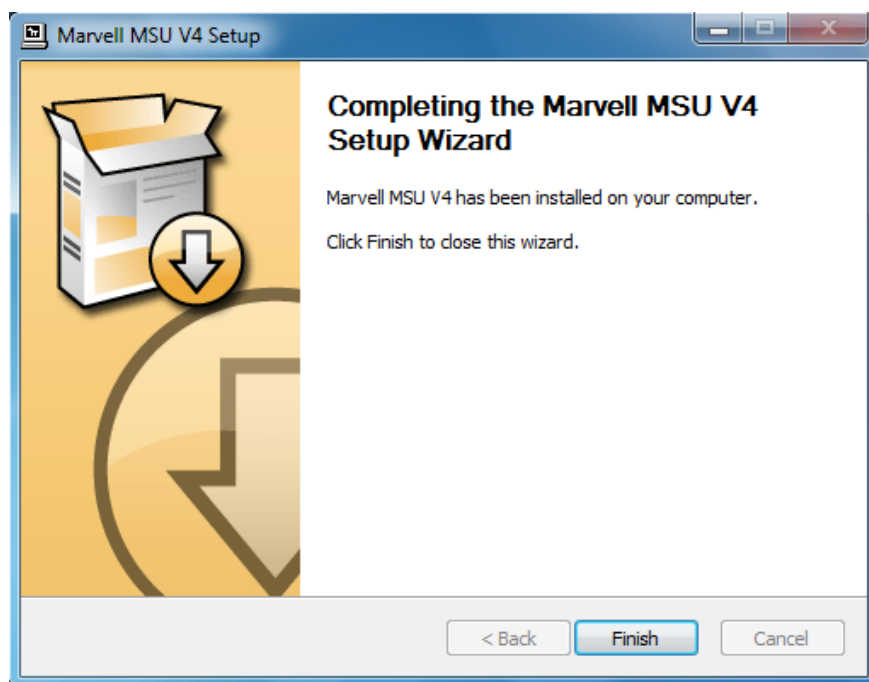 Marvell MSU V4 Setup
Completing the Marvell MSU V4
Setup Wizard
Marvell MSU V4 has been installed on your computer.
Click Finish to close this wizard.
< Back
Finish
Cancel